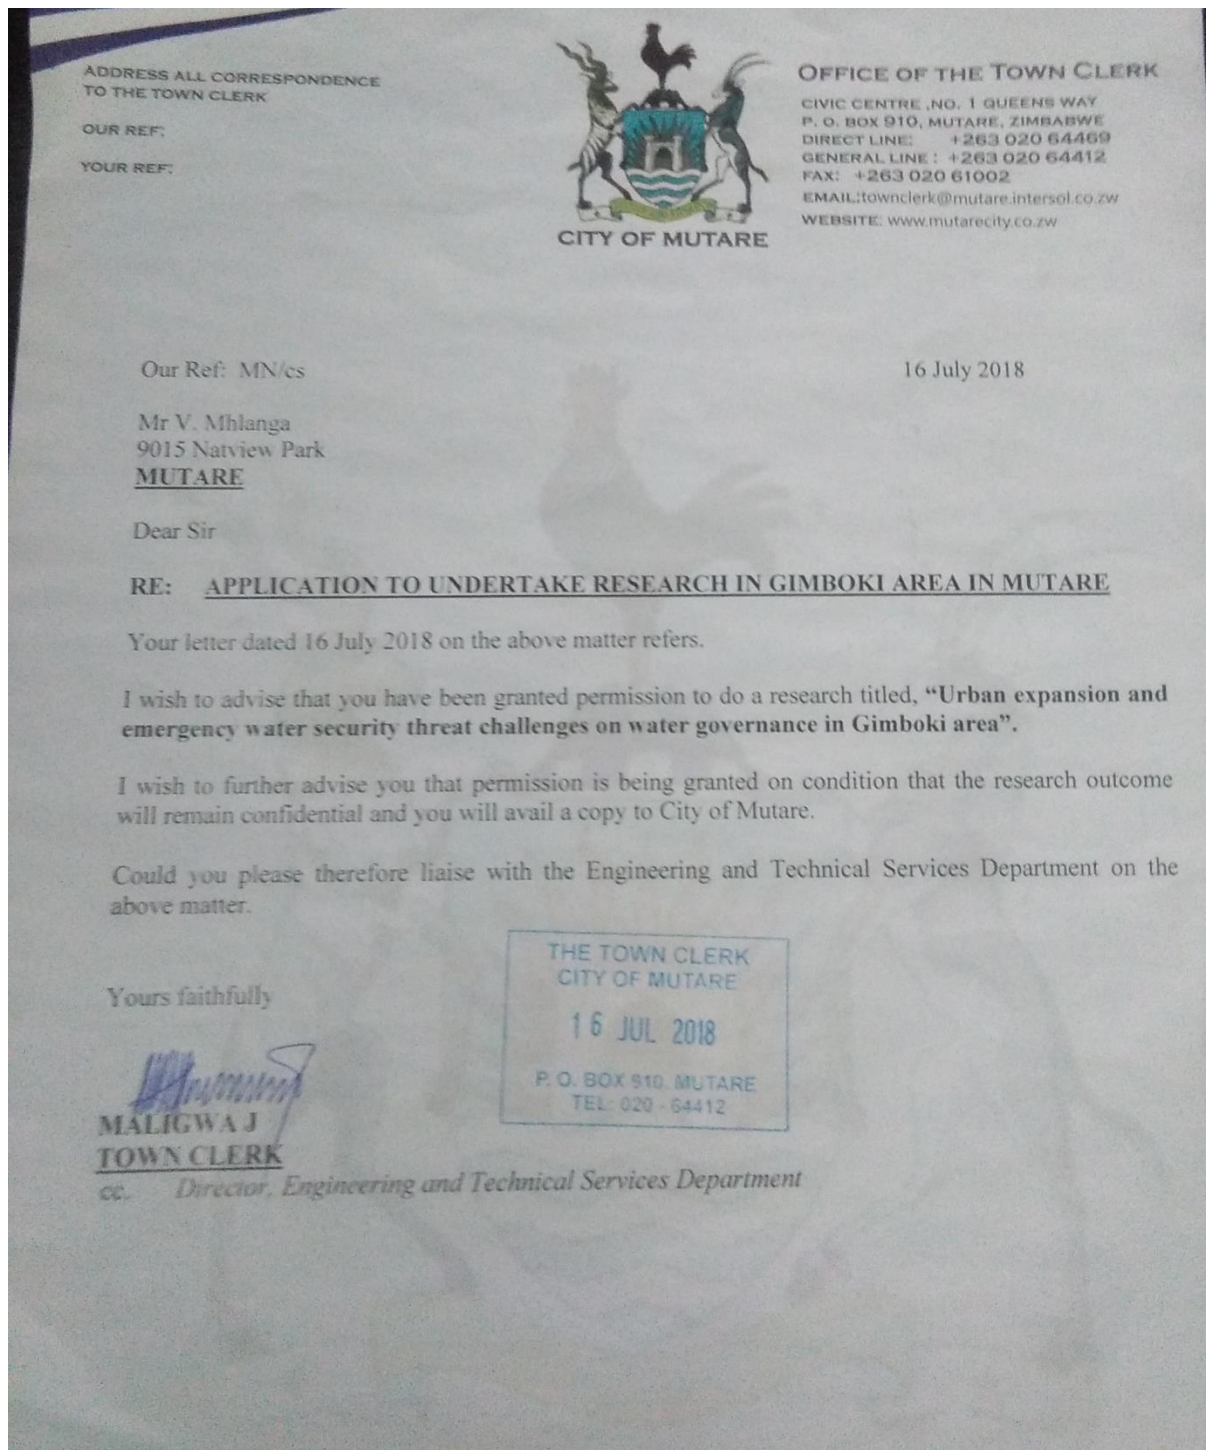 ADDRESS ALL CORRESPONDENCE
TO THE TOWN CLERK
OUR REF:
YOUR REF:
CITY OF MUTARE
OFFICE OF THE TOWN CLERK
CIVIC CENTRE ,NO. 1 QUEENS WAY
P. O. BOX 910, MUTARE, ZIMBABWE
DIRECT LINE: +263 020 64469
GENERAL LINE : +263 020 64412
FAX: +263 020 61002
EMAIL:townclerk@mutare.intersol.co.zw
WEBSITE: www.mutarecity.co.zw
Our Ref: MN/cs
16 July 2018
Mr V. Mhlanga
9015 Natview Park
MUTARE
Dear Sir
RE: APPLICATION TO UNDERTAKE RESEARCH IN GIMBOKI AREA IN MUTARE
Your letter dated 16 July 2018 on the above matter refers.
I wish to advise that you have been granted permission to do a research titled, “Urban expansion and
emergency water security threat challenges on water governance in Gimboki area”.
I wish to further advise you that permission is being granted on condition that the research outcome
will remain confidential and you will avail a copy to City of Mutare.
Could you please therefore liaise with the Engineering and Technical Services Department on the
above matter.
Yours faithfully
THE TOWN CLERK
CITY OF MUTARE
16 JUL 2018
P. O. BOX 910. MUTARE
TEL: 020 - 64412
MALIGWA J
TOWN CLERK
cc. Director, Engineering and Technical Services Department